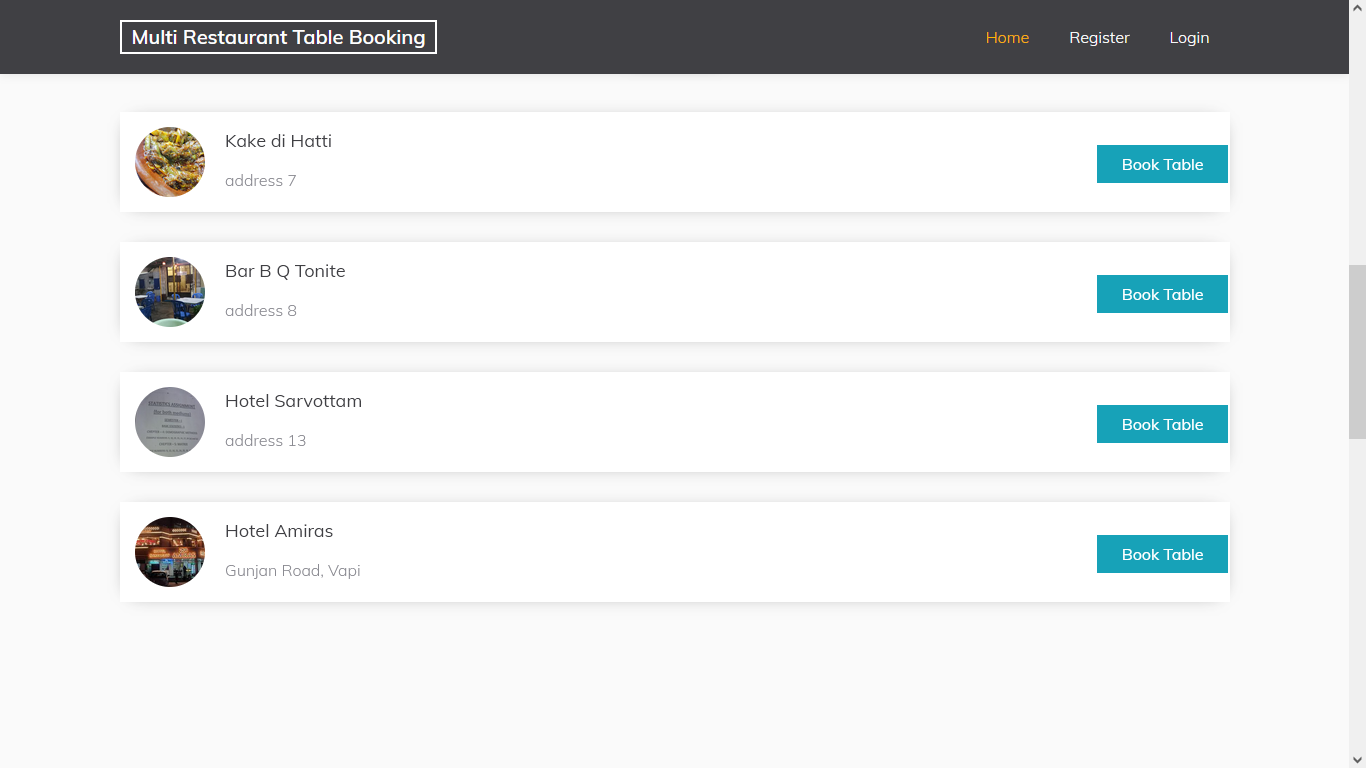 Multi Restaurant Table Booking
Home
Register
Login
Kake di Hatti
address 7
Book Table
Bar B Q Tonite
address 8
Book Table
Hotel Sarvottam
address 13
Book Table
Hotel Amiras
Gunjan Road, Vapi
Book Table